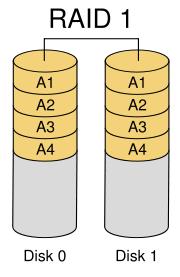 RAID 1
A1 A1
A2 A2
A3 A3
A4 A4
Disk 0 Disk 1